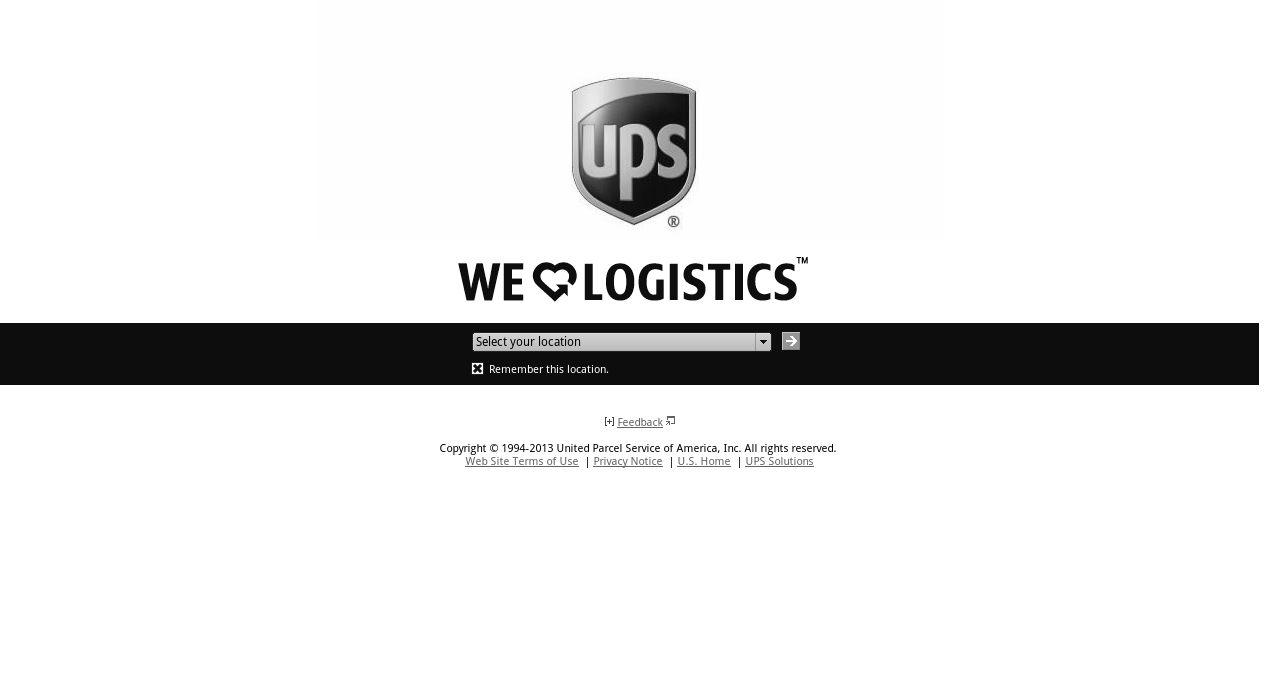 ups
®
WE LOGISTICS™
Select your location
Remember this location.
[+] Feedback
Copyright © 1994-2013 United Parcel Service of America, Inc. All rights reserved.
Web Site Terms of Use | Privacy Notice | U.S. Home | UPS Solutions